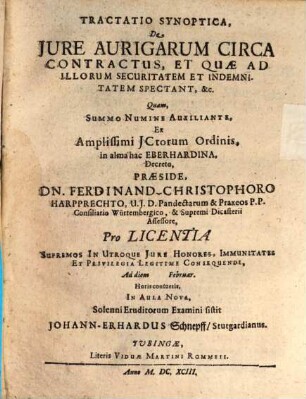 TRACTATIO SYNOPTICA,
De
JURE AURIGARUM CIRCA
CONTRACTUS, ET QUÆ AD
ILLORUM SECURITATEM ET INDEMNI-
TATEM SPECTANT, &c.
Quam,
SUMMO NUMINE AUXILIANTE,
Ex
Amplissimi JCtorum Ordinis,
in alma hac EBERHARDINA,
Decreto,
PRÆSIDE,
DN. FERDINAND-CHRISTOPHORO
HARPPRECHTO, U.J. D. Pandectarum & Praxeos P.P.
Consiliario Würtembergico, & Supremi Dicasterii
Assessore,
Pro LICENTIA
SUPREMOS IN UTROQUE JURE HONORES, IMMUNITATES
ET PRIVILEGIA LEGITIME CONSEQUENDI,
Ad diem Februar.
Horis consuetis,
IN AULA NOVA,
Solenni Eruditorum Examini sistit
JOHANN-ERHARDUS Schnepff/ Stutgardianus.
TUBINGÆ,
Literis VIDUÆ MARTINI ROMMEII.
Anno M. DC. XCIII.